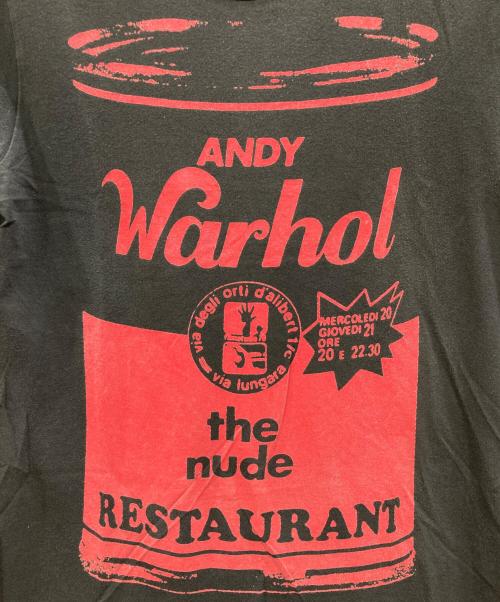 ANDY
Warhol
via degli orti d'alibert 1/c
via lungara
MERCOLEDI 20
GIOVEDI 21
ORE
20 E 22.30
the
nude
RESTAURANT